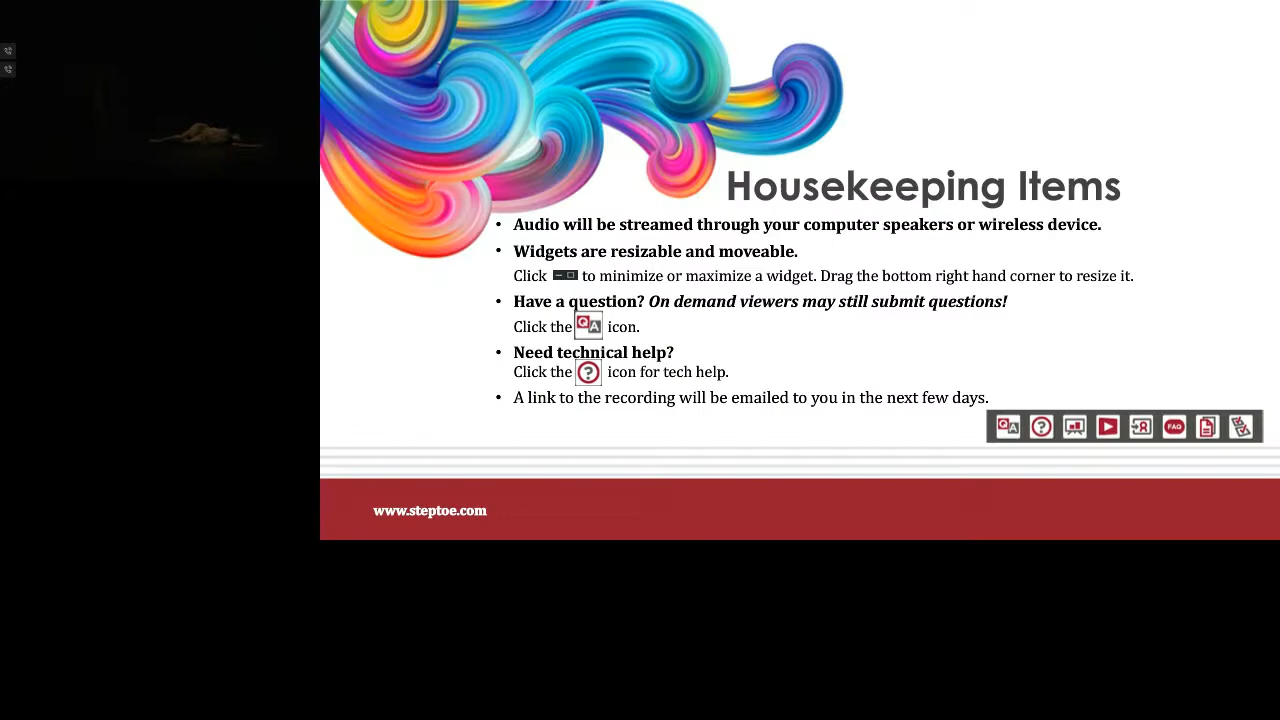 Housekeeping Items
• Audio will be streamed through your computer speakers or wireless device.
• Widgets are resizable and moveable.
Click to minimize or maximize a widget. Drag the bottom right hand corner to resize it.
• Have a question? On demand viewers may still submit questions!
Click the QA icon.
• Need technical help?
Click the ? icon for tech help.
• A link to the recording will be emailed to you in the next few days.
QA ? FAQ
www.steptoe.com